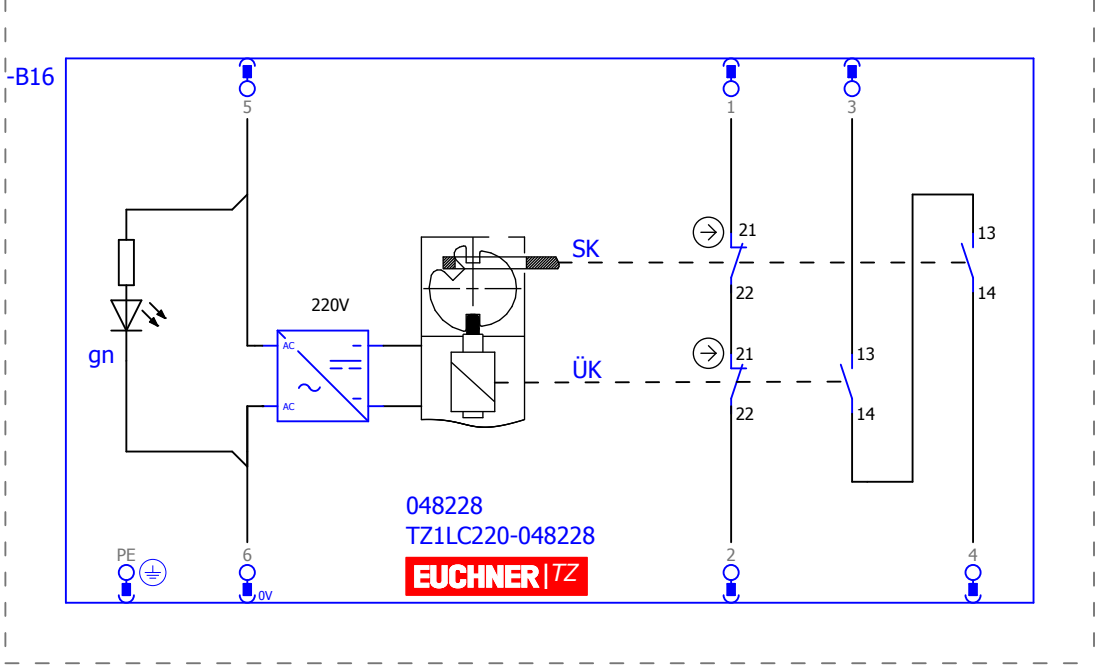 -B16
5
1
3
21
SK
13
22
14
220V
gn
AC
21
13
ÜK
AC
22
14
048228
TZ1LC220-048228
EUCHNER|TZ
PE
6
2
4
0V